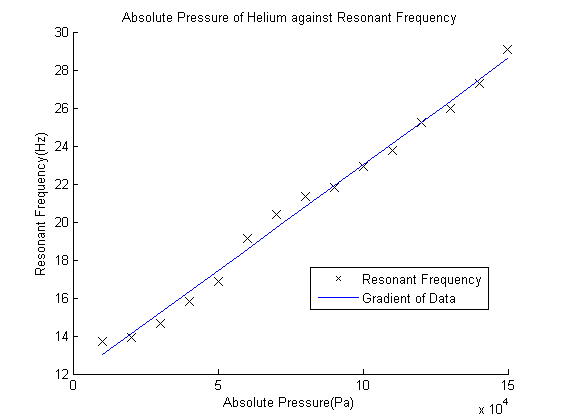 Absolute Pressure of Helium against Resonant Frequency
30
28
26
24
22
20
18
16
14
12
Resonant Frequency(Hz)
Resonant Frequency
Gradient of Data
0
5
10
15
Absolute Pressure(Pa)
x 10^4